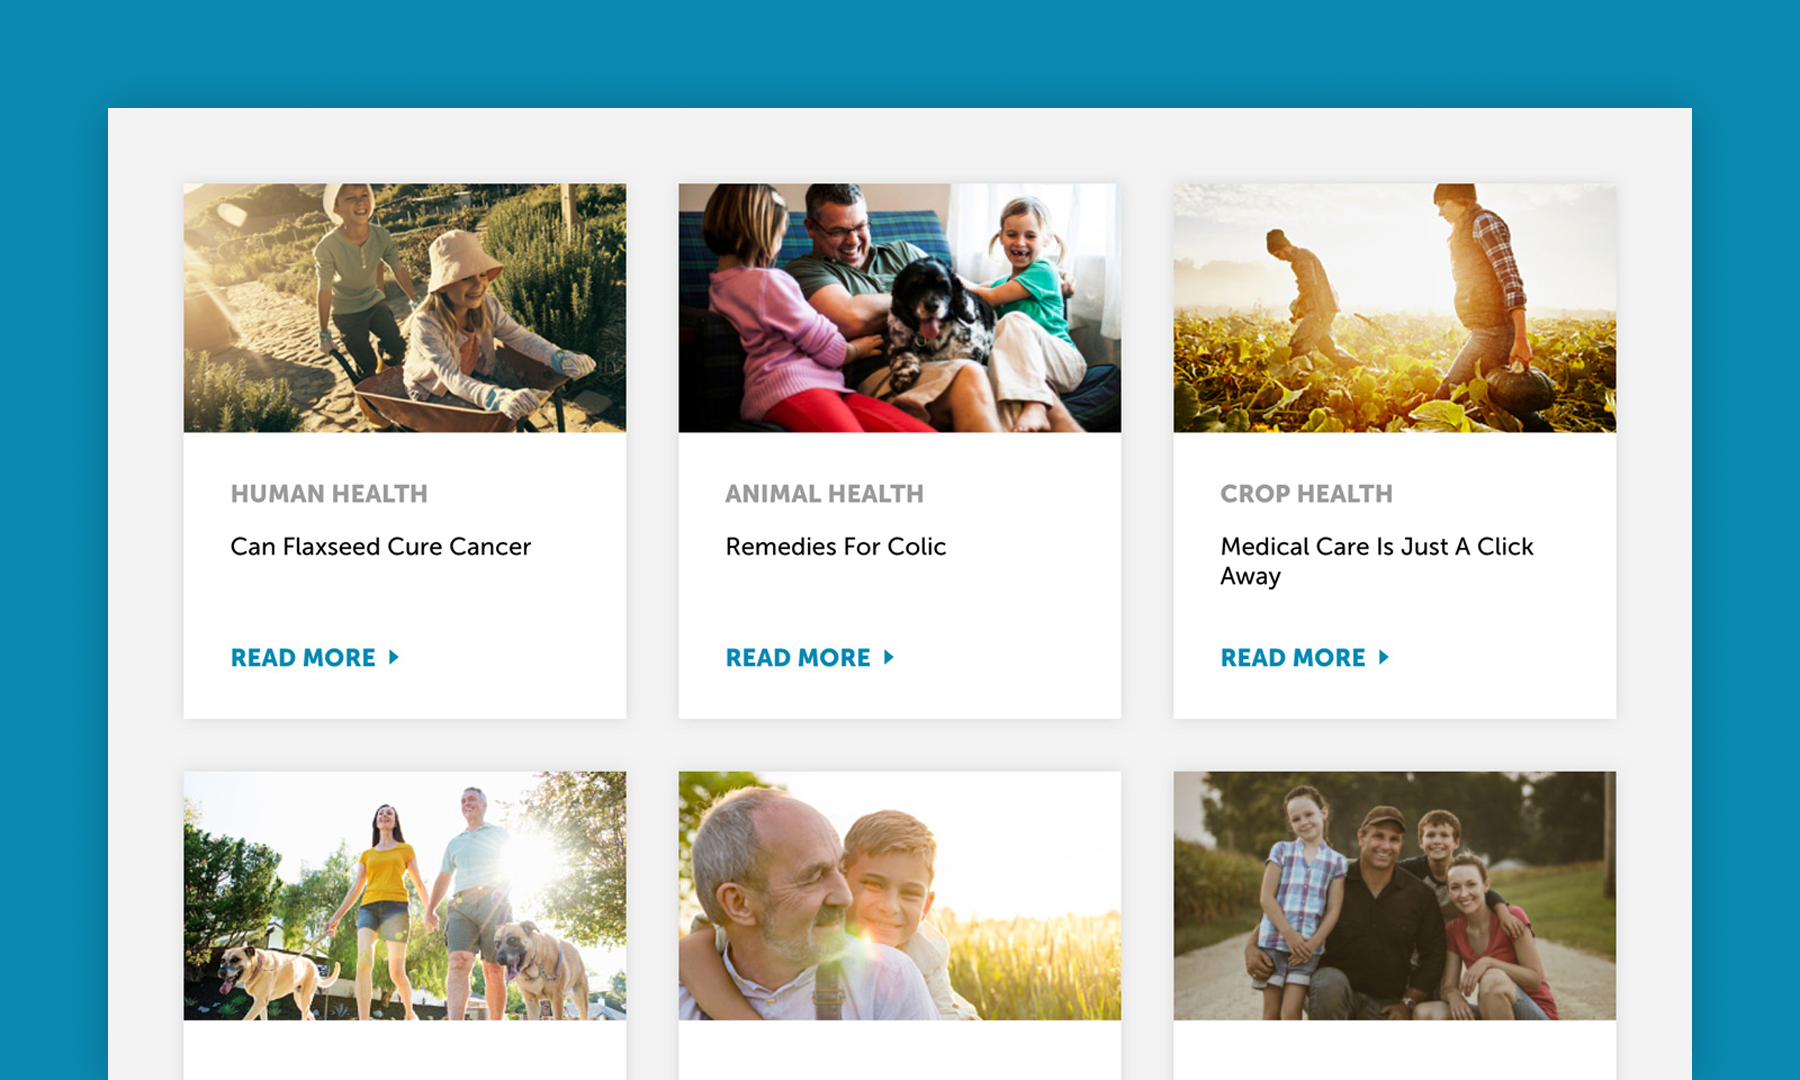 HUMAN HEALTH
Can Flaxseed Cure Cancer
READ MORE
ANIMAL HEALTH
Remedies For Colic
READ MORE
CROP HEALTH
Medical Care Is Just A Click
Away
READ MORE